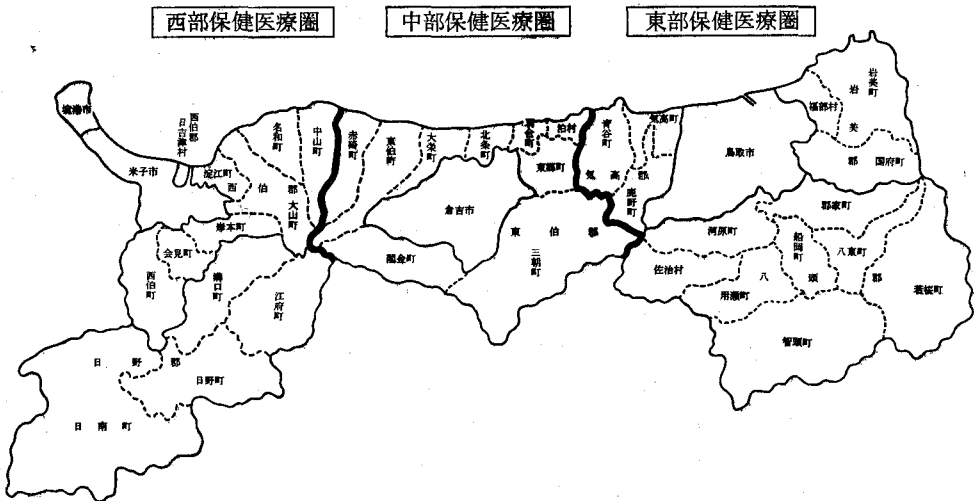 西部保健医療圏
中部保健医療圏
東部保健医療圏
境港市
西伯郡
日吉津村
米子市
淀江町
名和町
中山町
西伯郡
大山町
岸本町
会見町
西伯町
溝口町
江府町
日野郡
日野町
日南町
赤碕町
東伯町
大栄町
北条町
泊村
東郷町
倉吉市
東伯郡
関金町
三朝町
青谷町
気高町
気高郡
鹿野町
鳥取市
福部村
岩美町
岩美郡
国府町
郡家町
河原町
船岡町
八東町
若桜町
佐治村
用瀬町
八頭郡
智頭町